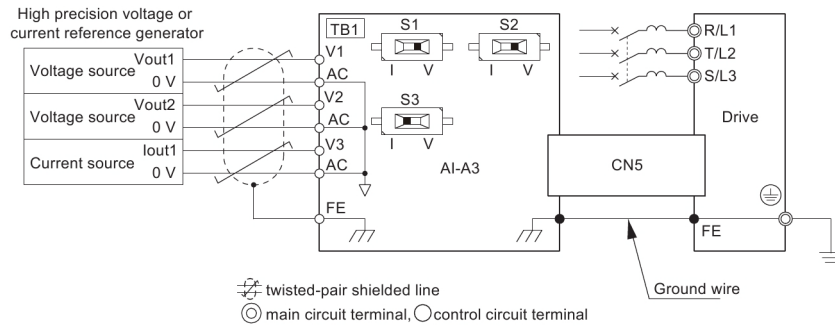 High precision voltage or
current reference generator
Voltage source
Vout1
0 V
Voltage source
Vout2
0 V
Current source
Iout1
0 V
TB1
V1
AC
V2
AC
V3
AC
FE
S1
I V
S2
I V
S3
I V
AI-A3
CN5
R/L1
T/L2
S/L3
Drive
FE
Ground wire
twisted-pair shielded line
main circuit terminal, control circuit terminal